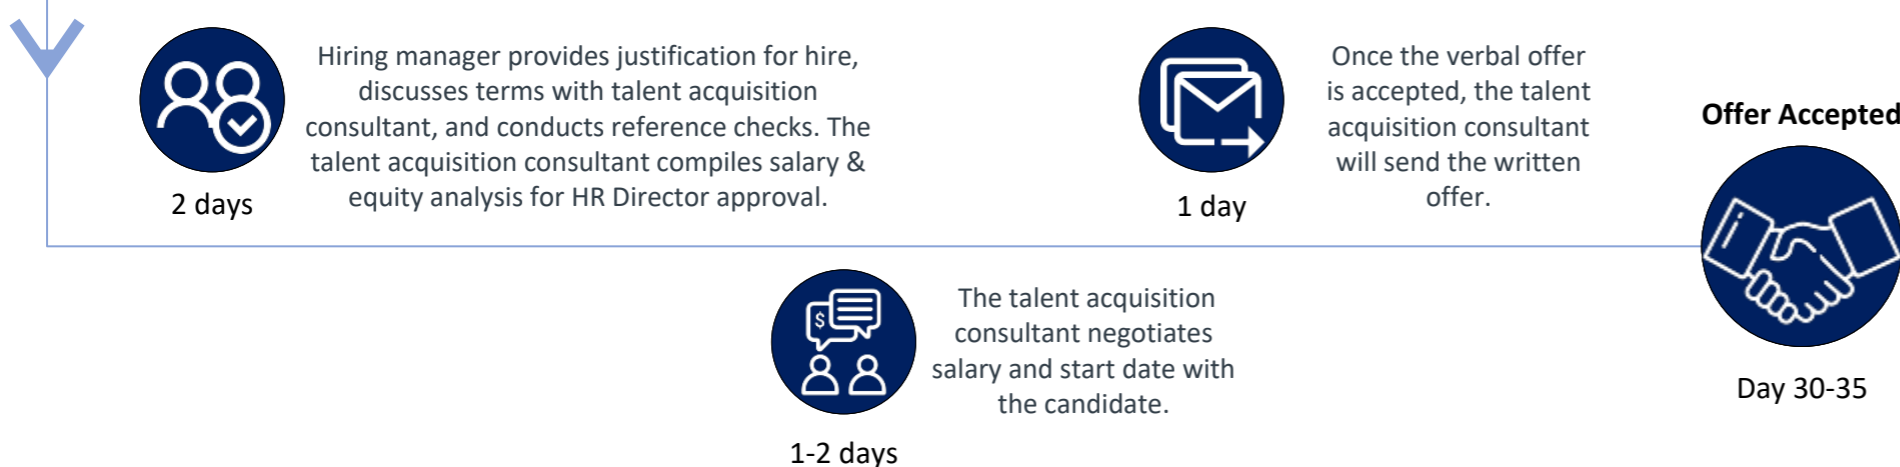 Hiring manager provides justification for hire,
discusses terms with talent acquisition
consultant, and conducts reference checks. The
talent acquisition consultant compiles salary &
equity analysis for HR Director approval.
2 days
$
The talent acquisition
consultant negotiates
salary and start date with
the candidate.
1-2 days
Once the verbal offer
is accepted, the talent
acquisition consultant
will send the written
offer.
1 day
Offer Accepted
Day 30-35